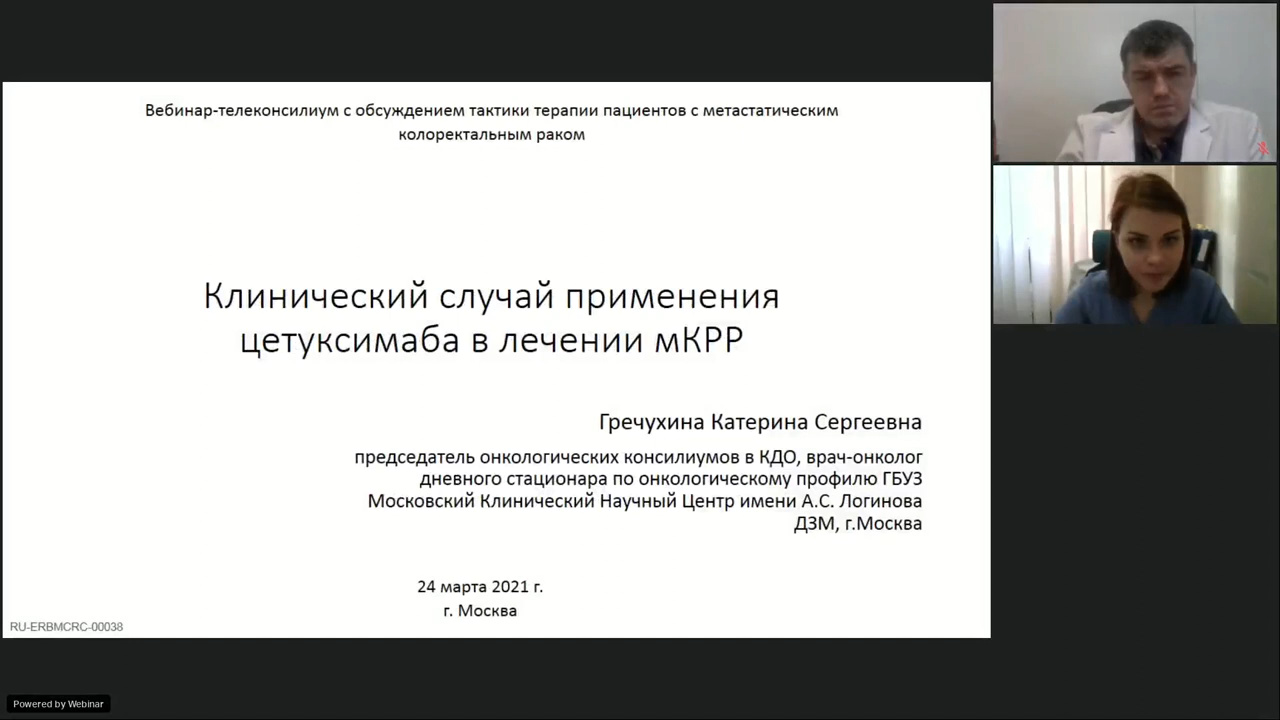 Вебинар-телеконсилиум с обсуждением тактики терапии пациентов с метастатическим
колоректальным раком
Клинический случай применения
цетуксимаба в лечении мКРР
Гречухина Катерина Сергеевна
председатель онкологических консилиумов в КДО, врач-онколог
дневного стационара по онкологическому профилю ГБУЗ
Московский Клинический Научный Центр имени А.С. Логинова
ДЗМ, г.Москва
24 марта 2021 г.
г. Москва
RU-ERBMCRC-00038
Powered by Webinar